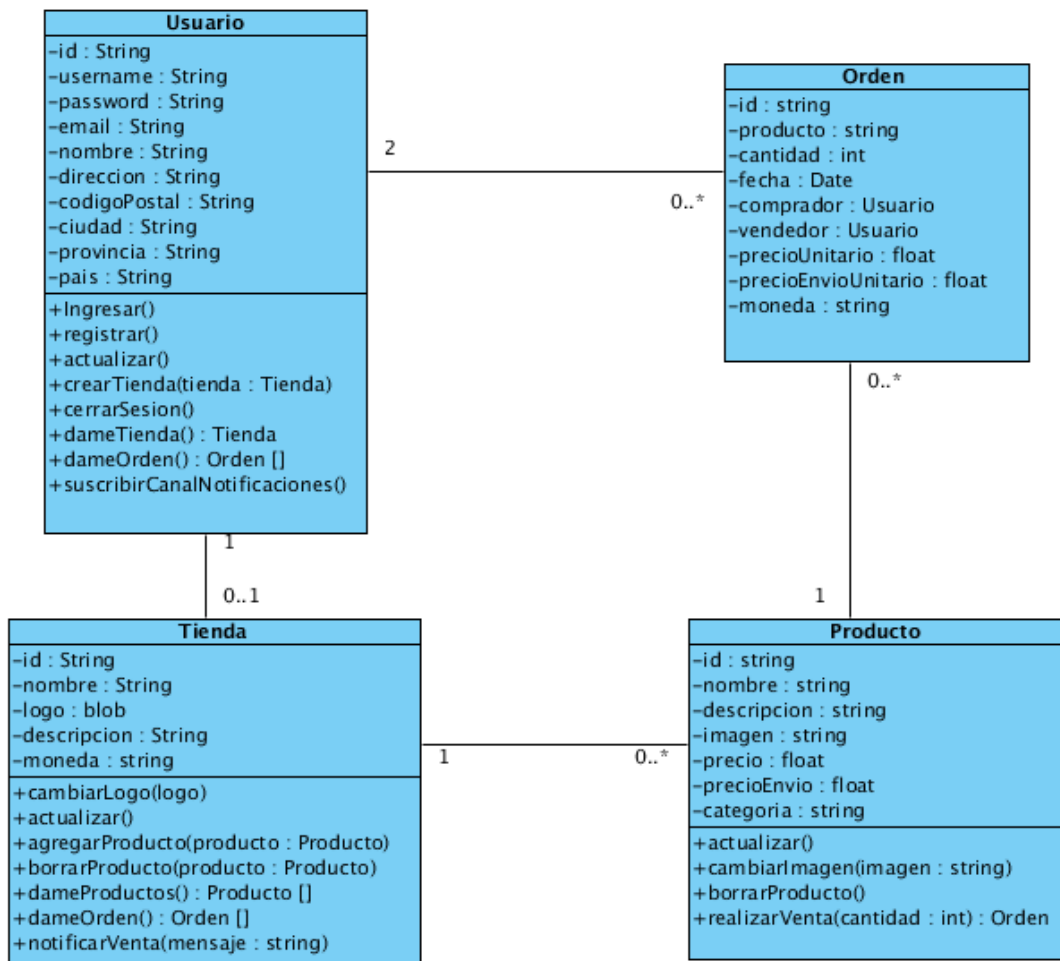 Usuario
-id : String
-username : String
-password : String
-email : String
-nombre : String
-direccion : String
-codigoPostal : String
-ciudad : String
-provincia : String
-pais : String
+Ingresar()
+registrar()
+actualizar()
+crearTienda(tienda : Tienda)
+cerrarSesion()
+dameTienda() : Tienda
+dameOrden() : Orden []
+suscribirCanalNotificaciones()
2
0..*
Orden
-id : string
-producto : string
-cantidad : int
-fecha : Date
-comprador : Usuario
-vendedor : Usuario
-precioUnitario : float
-precioEnvioUnitario : float
-moneda : string
0..*
1
1
0..1
Tienda
-id : String
-nombre : String
-logo : blob
-descripcion : String
-moneda : string
+cambiarLogo(logo)
+actualizar()
+agregarProducto(producto : Producto)
+borrarProducto(producto : Producto)
+dameProductos() : Producto []
+dameOrden() : Orden []
+notificarVenta(mensaje : string)
1
0..*
Producto
-id : string
-nombre : string
-descripcion : string
-imagen : string
-precio : float
-precioEnvio : float
-categoria : string
+actualizar()
+cambiarImagen(imagen : string)
+borrarProducto()
+realizarVenta(cantidad : int) : Orden